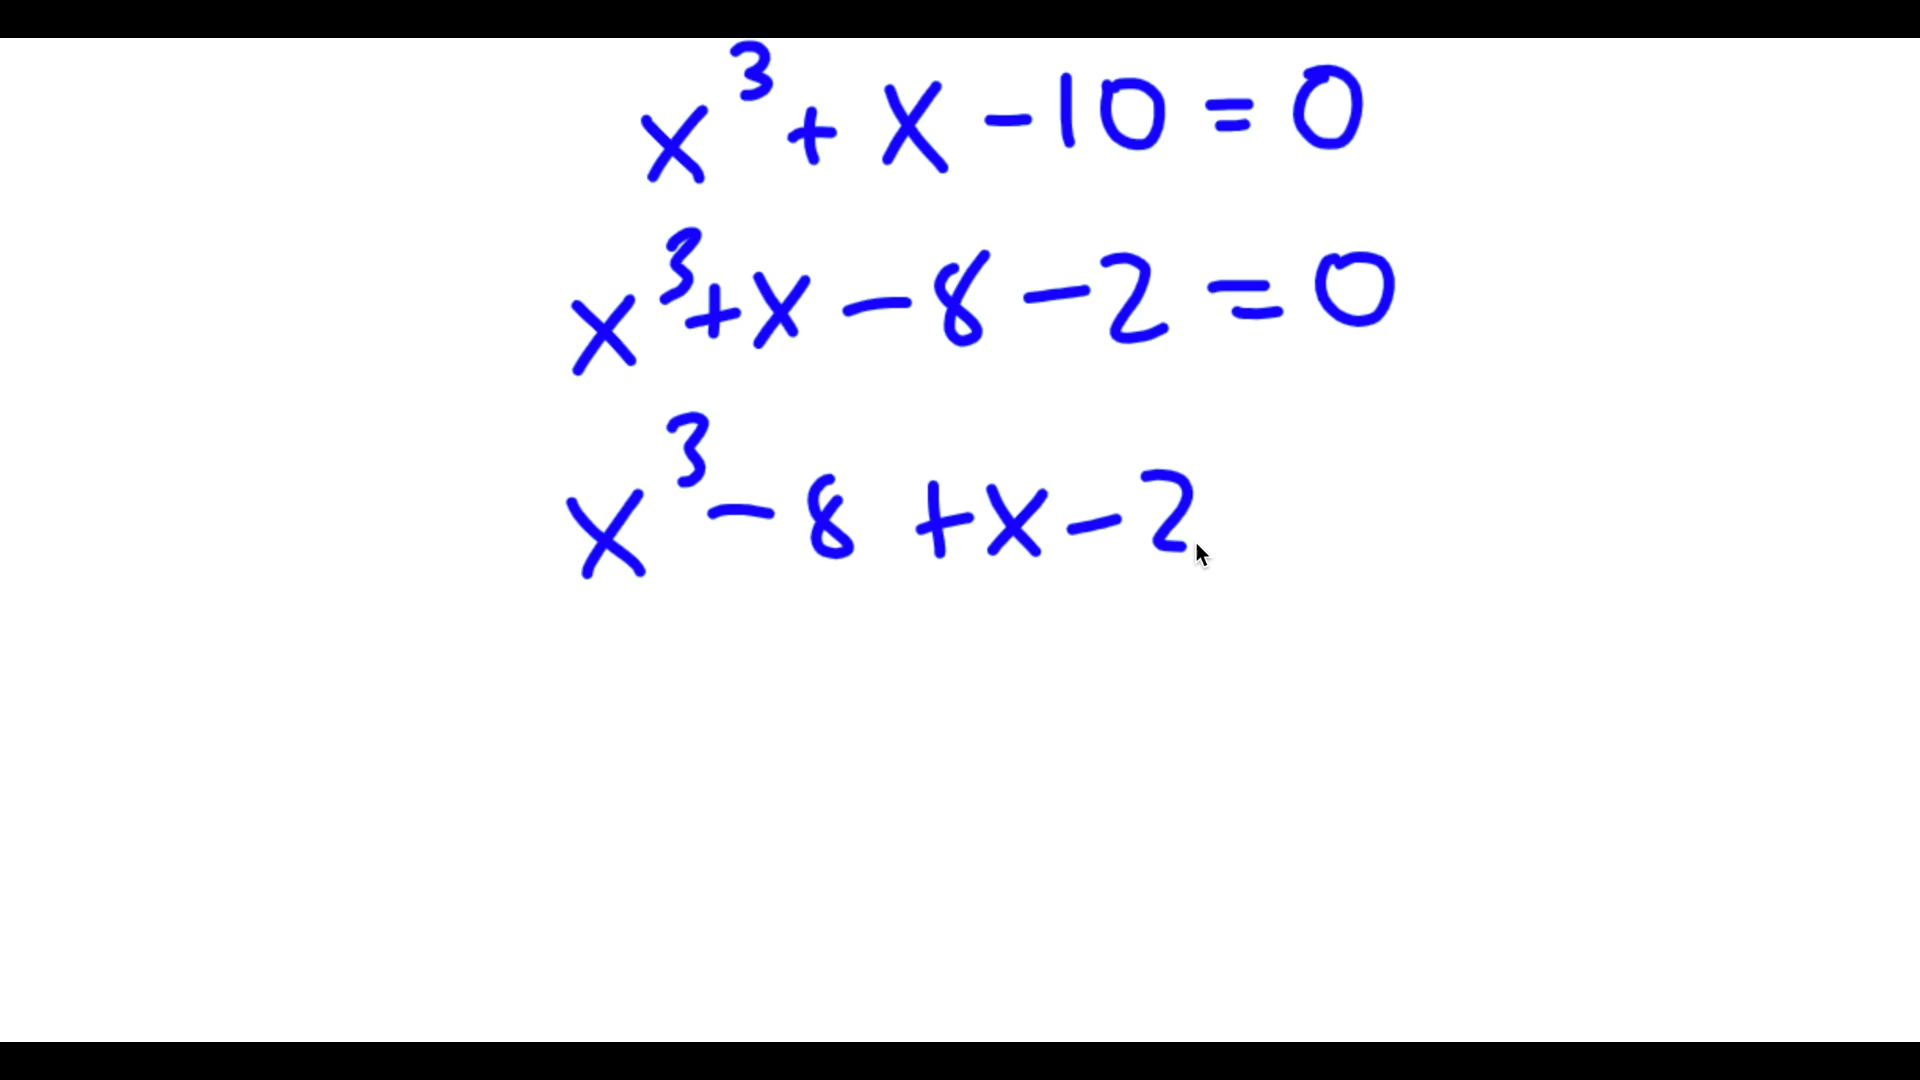 x³ + x - 10 = 0
x³ + x - 8 - 2 = 0
x³ - 8 + x - 2